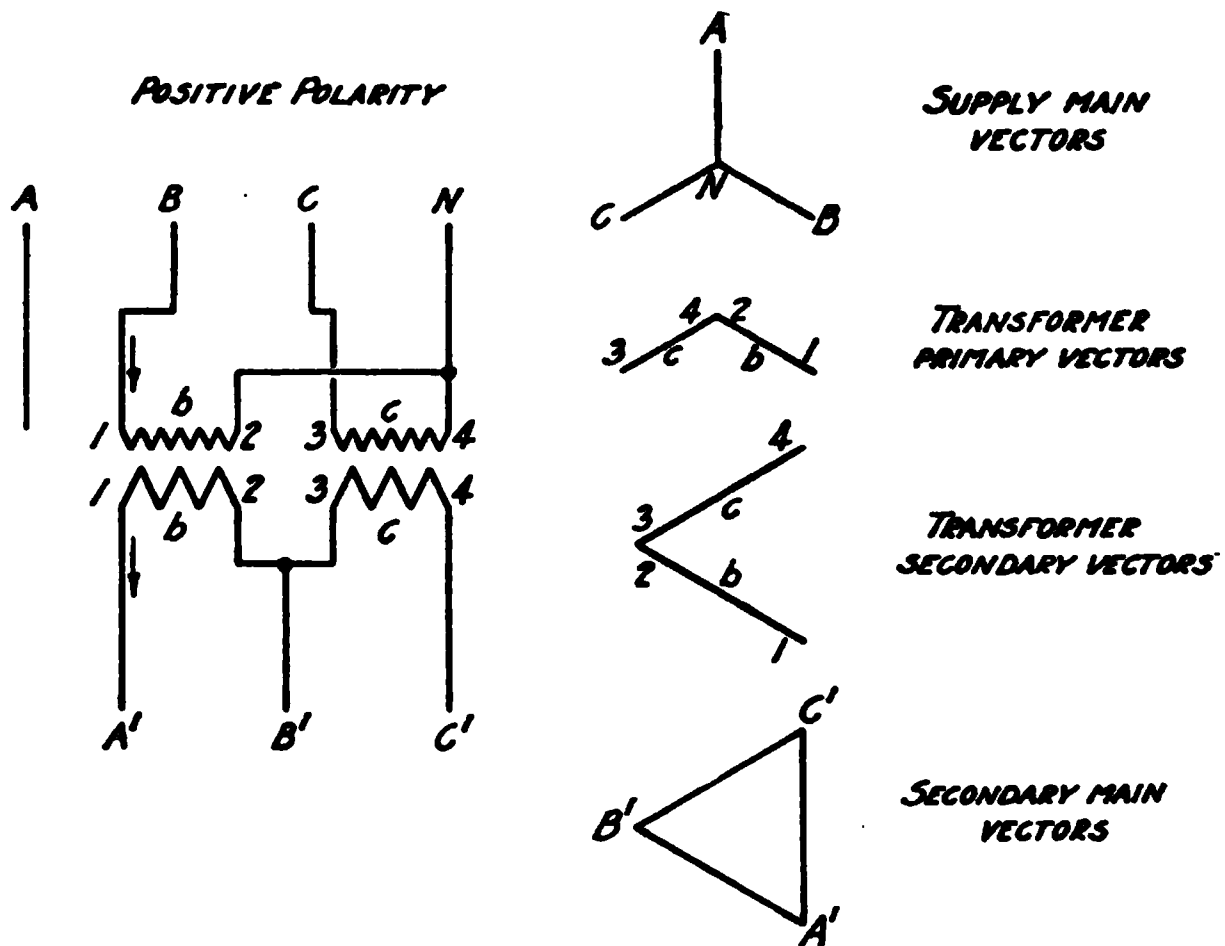 POSITIVE POLARITY
A B C N
b c
1 2 3 4
1 2 3 4
b c
A' B' C'
A
N
C B
SUPPLY MAIN
VECTORS
4 2
3 c b 1
TRANSFORMER
PRIMARY VECTORS
4
c
3
2
b
1
TRANSFORMER
SECONDARY VECTORS
C'
B'
A'
SECONDARY MAIN
VECTORS